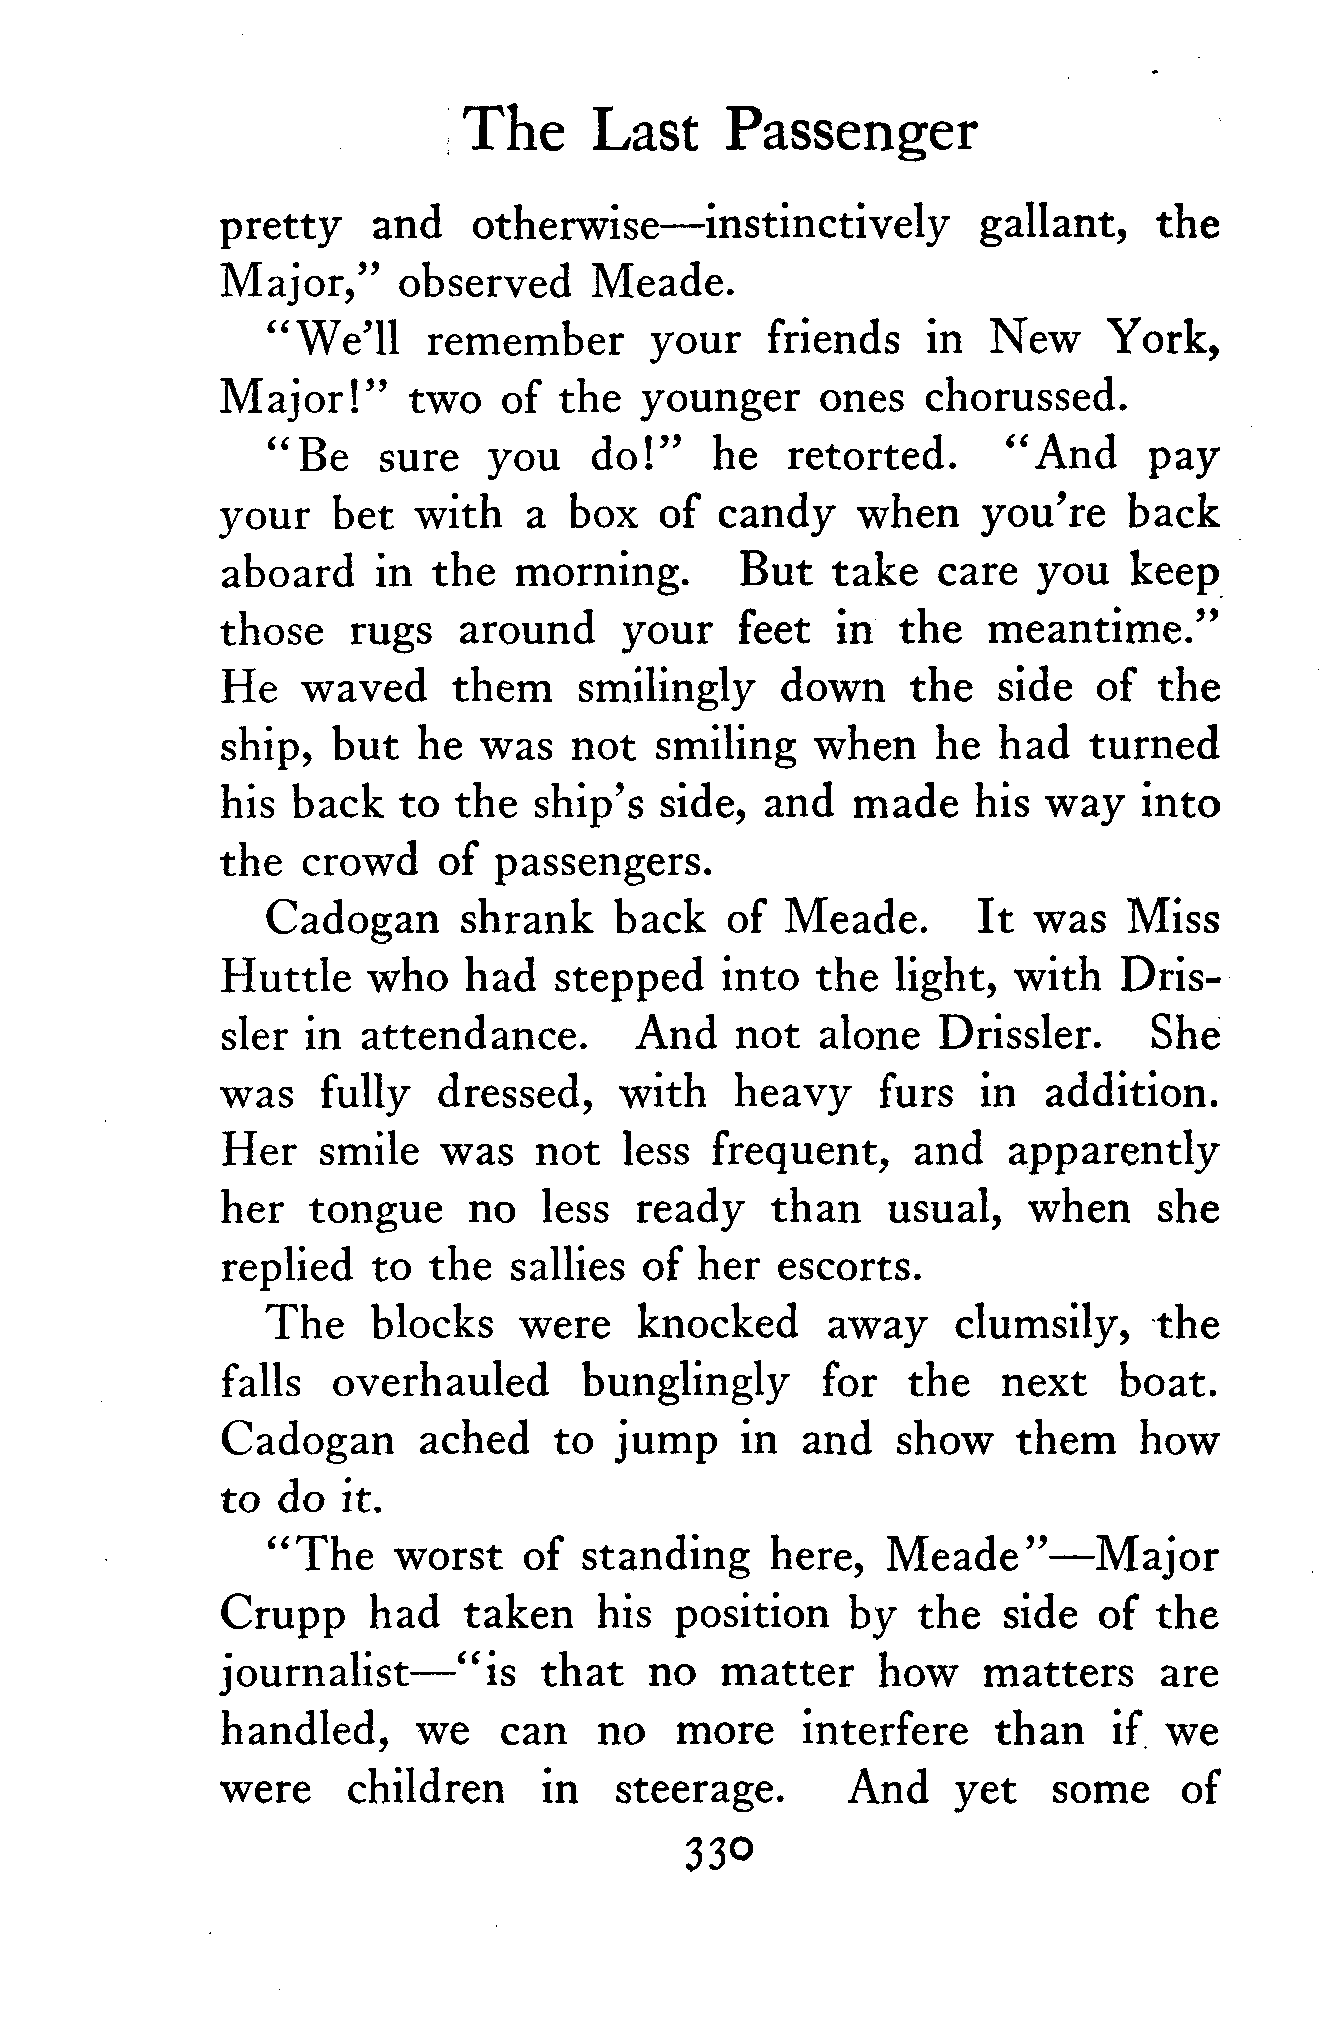 The Last Passenger
pretty and otherwise—instinctively gallant, the
Major,” observed Meade.
“We’ll remember your friends in New York,
Major!” two of the younger ones chorussed.
“Be sure you do!” he retorted. “And pay
your bet with a box of candy when you’re back
aboard in the morning. But take care you keep
those rugs around your feet in the meantime.”
He waved them smilingly down the side of the
ship, but he was not smiling when he had turned
his back to the ship’s side, and made his way into
the crowd of passengers.
Cadogan shrank back of Meade. It was Miss
Huttle who had stepped into the light, with Dris-
sler in attendance. And not alone Drissler. She
was fully dressed, with heavy furs in addition.
Her smile was not less frequent, and apparently
her tongue no less ready than usual, when she
replied to the sallies of her escorts.
The blocks were knocked away clumsily, the
falls overhauled bunglingly for the next boat.
Cadogan ached to jump in and show them how
to do it.
“The worst of standing here, Meade”—Major
Crupp had taken his position by the side of the
journalist—“is that no matter how matters are
handled, we can no more interfere than if we
were children in steerage. And yet some of
330